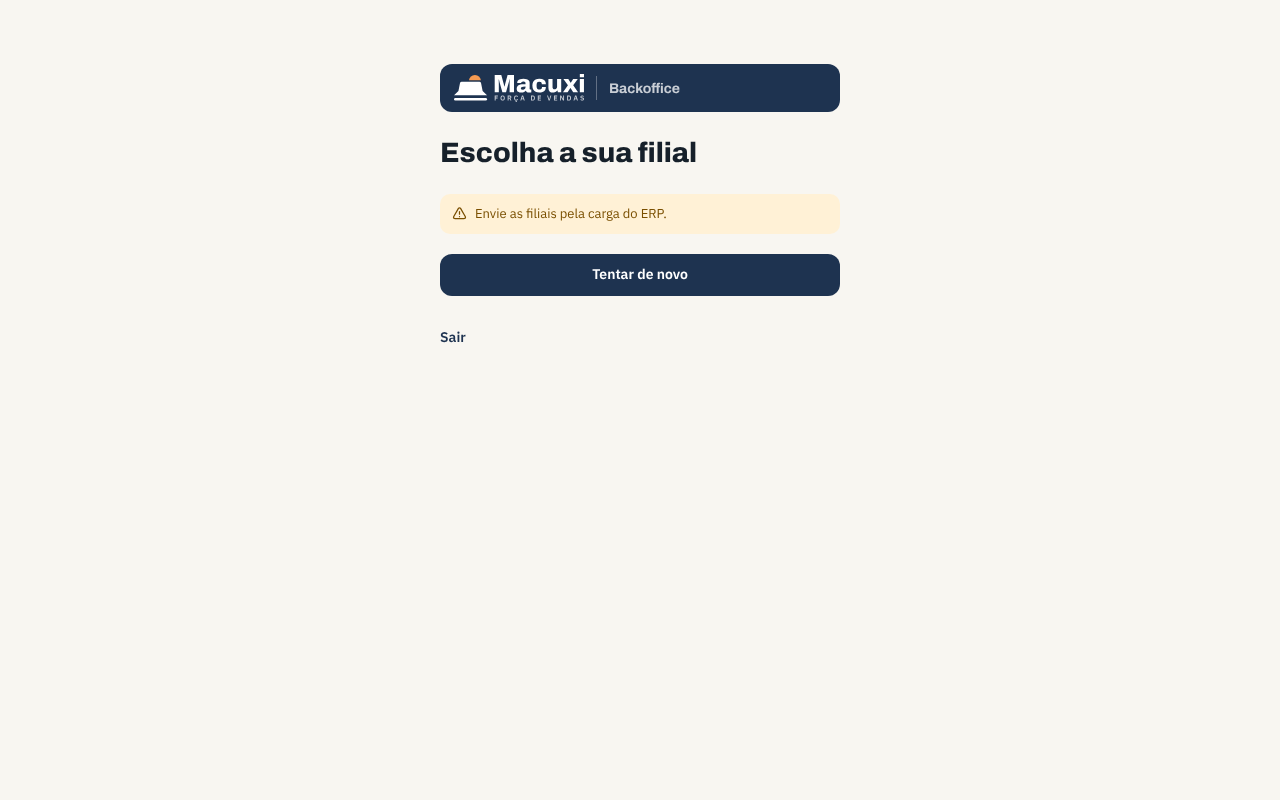 Macuxi
FORÇA DE VENDAS
Backoffice
Escolha a sua filial
Envie as filiais pela carga do ERP.
Tentar de novo
Sair